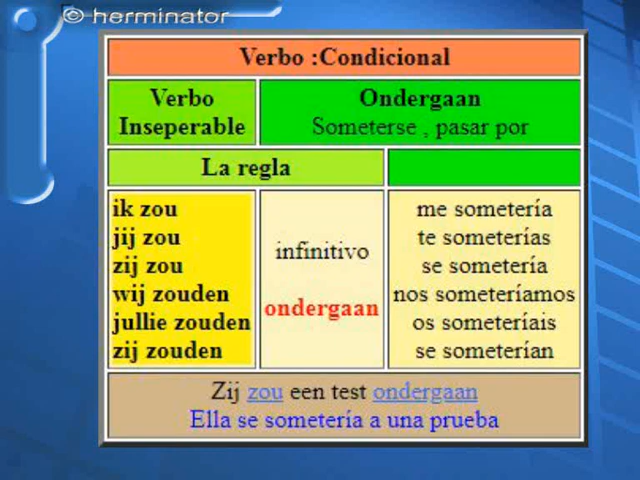 © herminator
Verbo :Condicional
Verbo
Inseperable
Ondergaan
Someterse , pasar por
La regla
ik zou
jij zou
zij zou
wij zouden
jullie zouden
zij zouden
infinitivo
ondergaan
me sometería
te someterías
se sometería
nos someteríamos
os someteríais
se someterían
Zij zou een test ondergaan
Ella se sometería a una prueba